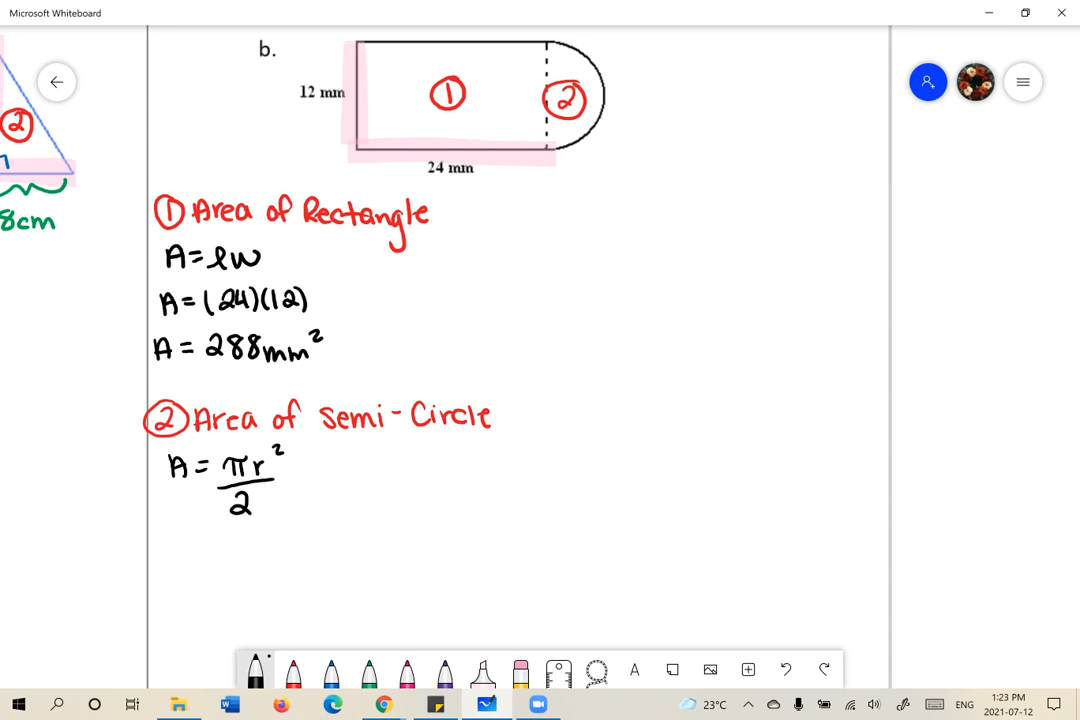 Microsoft Whiteboard
b.
12 mm
①
②
24 mm
②
8cm
① Area of Rectangle
A = lw
A = (24)(12)
A = 288mm²
② Area of Semi-Circle
A = πr²
2
A
23°C
ENG
1:23 PM
2021-07-12